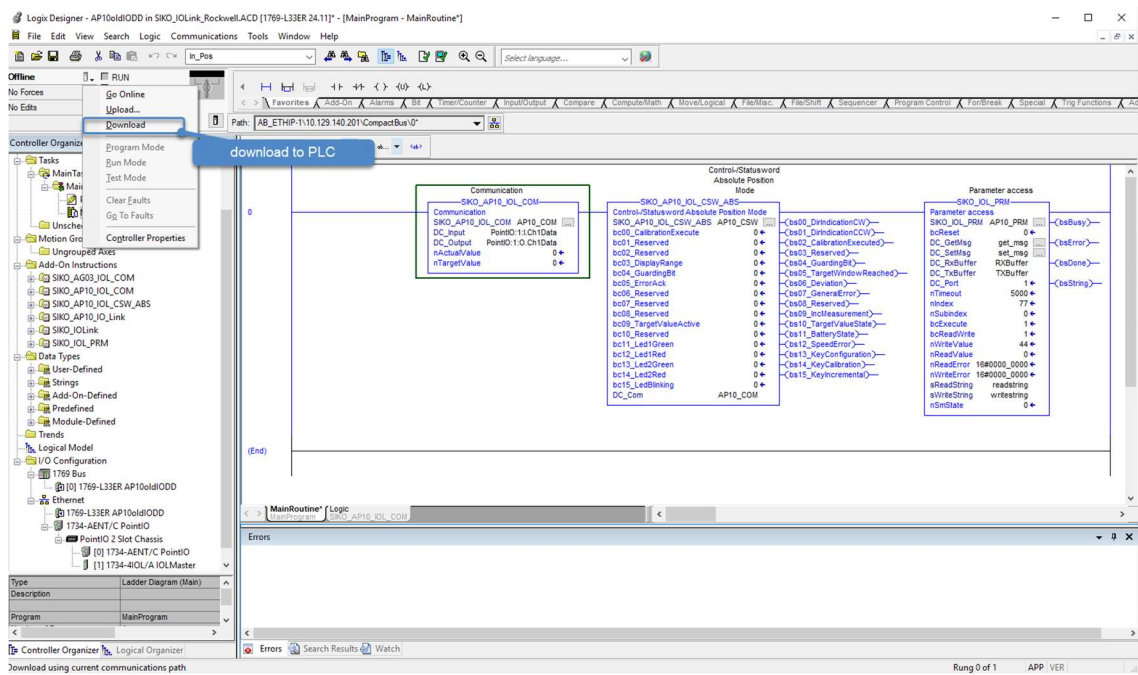 Logix Designer - AP10oldIODD in SIKO_IOLink_Rockwell.ACD [1769-L33ER 24.11]* - [MainProgram - MainRoutine*]
File Edit View Search Logic Communications Tools Window Help
In_Pos
Select language...
Offline
RUN
No Forces
No Edits
Go Online
Upload...
Download
Program Mode
Run Mode
Test Mode
Clear Faults
Go To Faults
Controller Properties
download to PLC
Favorites Add-On Alarms Bit Timer/Counter Input/Output Compare Compute/Math Move/Logical File/Misc. File/Shift Sequencer Program Control For/Break Special Trig Functions
Path: AB_ETHIP-1\10.129.140.201\CompactBus\0*
Controller Organize
Tasks
MainTas
Mai
Unsche
Motion Gro
Ungrouped Axes
Add-On Instructions
SIKO_AG03_IOL_COM
SIKO_AP10_IOL_COM
SIKO_AP10_IOL_CSW_ABS
SIKO_AP10_IO_Link
SIKO_IOLink
SIKO_IOL_PRM
Data Types
User-Defined
Strings
Add-On-Defined
Predefined
Module-Defined
Trends
Logical Model
I/O Configuration
1769 Bus
[0] 1769-L33ER AP10oldIODD
Ethernet
1769-L33ER AP10oldIODD
1734-AENT/C PointIO
PointIO 2 Slot Chassis
[0] 1734-AENT/C PointIO
[1] 1734-4IOL/A IOLMaster
Type Ladder Diagram (Main)
Description
Program MainProgram
Controller Organizer Logical Organizer
0
Communication
SIKO_AP10_IOL_COM
Communication
SIKO_AP10_IOL_COM AP10_COM ...
DC_Input PointIO:1:I.Ch1Data
DC_Output PointIO:1:O.Ch1Data
nActualValue 0
nTargetValue 0
Control-/Statusword
Absolute Position
Mode
SIKO_AP10_IOL_CSW_ABS
Control-/Statusword Absolute Position Mode
SIKO_AP10_IOL_CSW_ABS AP10_CSW ... (bs00_DirIndicationCW)
bc00_CalibrationExecute 0 (bs01_DirIndicationCCW)
bc01_Reserved 0 (bs02_CalibrationExecuted)
bc02_Reserved 0 (bs03_Reserved)
bc03_DisplayRange 0 (bs04_GuardingBit)
bc04_GuardingBit 0 (bs05_TargetWindowReached)
bc05_ErrorAck 0 (bs06_Deviation)
bc06_Reserved 0 (bs07_GeneralError)
bc07_Reserved 0 (bs08_Reserved)
bc08_Reserved 0 (bs09_IncMeasurement)
bc09_TargetValueActive 0 (bs10_TargetValueState)
bc10_Reserved 0 (bs11_BatteryState)
bc11_Led1Green 0 (bs12_SpeedError)
bc12_Led1Red 0 (bs13_KeyConfiguration)
bc13_Led2Green 0 (bs14_KeyCalibration)
bc14_Led2Red 0 (bs15_KeyIncremental)
bc15_LedBlinking 0
DC_Com AP10_COM
Parameter access
SIKO_IOL_PRM
Parameter access
SIKO_IOL_PRM AP10_PRM ... (bsBusy)
bcReset 0
DC_GetMsg get_msg ... (bsError)
DC_SetMsg set_msg ...
DC_RxBuffer RXBuffer (bsDone)
DC_TxBuffer TXBuffer
DC_Port 1 (bsString)
nTimeout 5000
nIndex 77
nSubindex 0
bcExecute 1
bcReadWrite 1
nWriteValue 44
nReadValue 0
nReadError 16#0000_0000
nWriteError 16#0000_0000
sReadString readstring
sWriteString writestring
nSmState 0
(End)
MainRoutine* Logic
MainProgram SIKO_AP10_IOL_COM
Errors
Errors Search Results Watch
Download using current communications path
Rung 0 of 1 APP VER